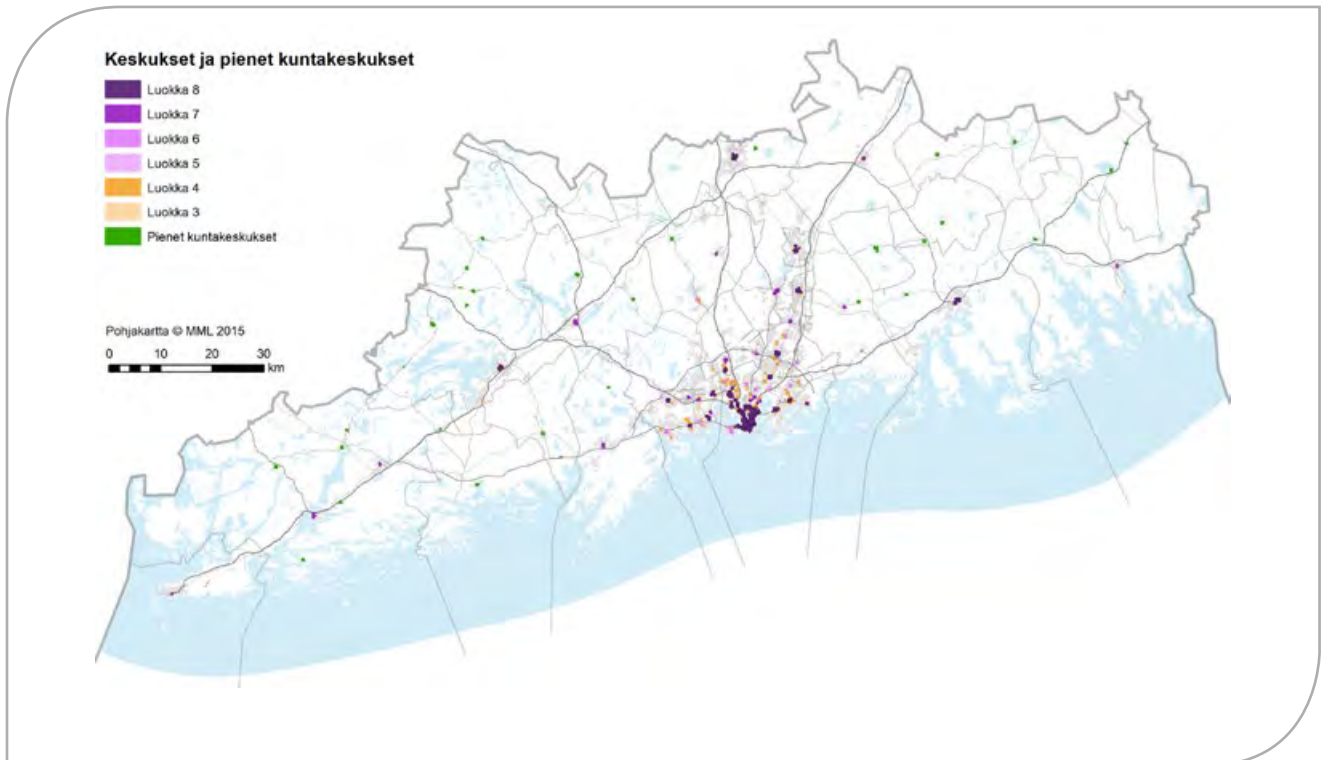 Keskukset ja pienet kuntakeskukset
Luokka 8
Luokka 7
Luokka 6
Luokka 5
Luokka 4
Luokka 3
Pienet kuntakeskukset
Pohjakartta © MML 2015
0 10 20 30
km